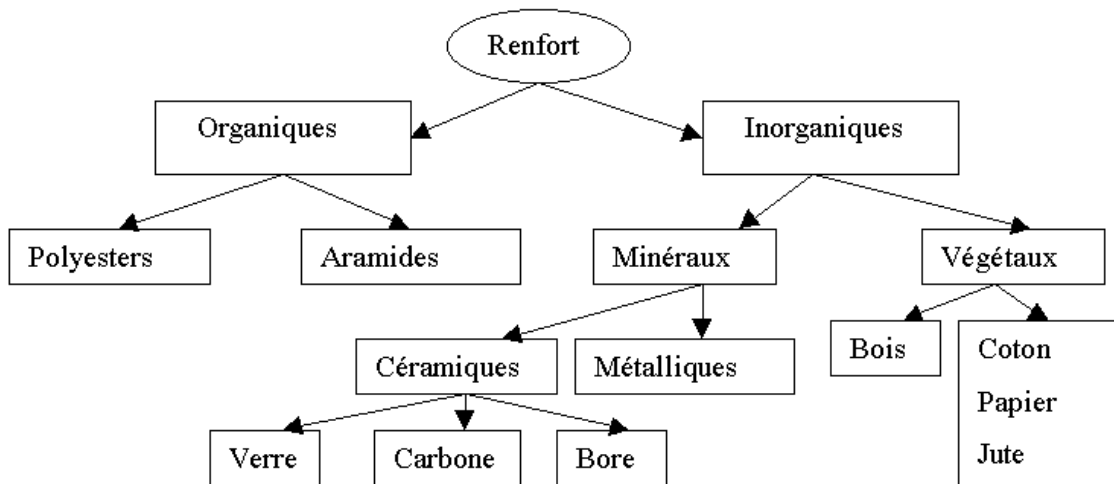 Renfort
Organiques
Inorganiques
Polyesters
Aramides
Minéraux
Végétaux
Céramiques
Métalliques
Bois
Coton
Papier
Jute
Verre
Carbone
Bore